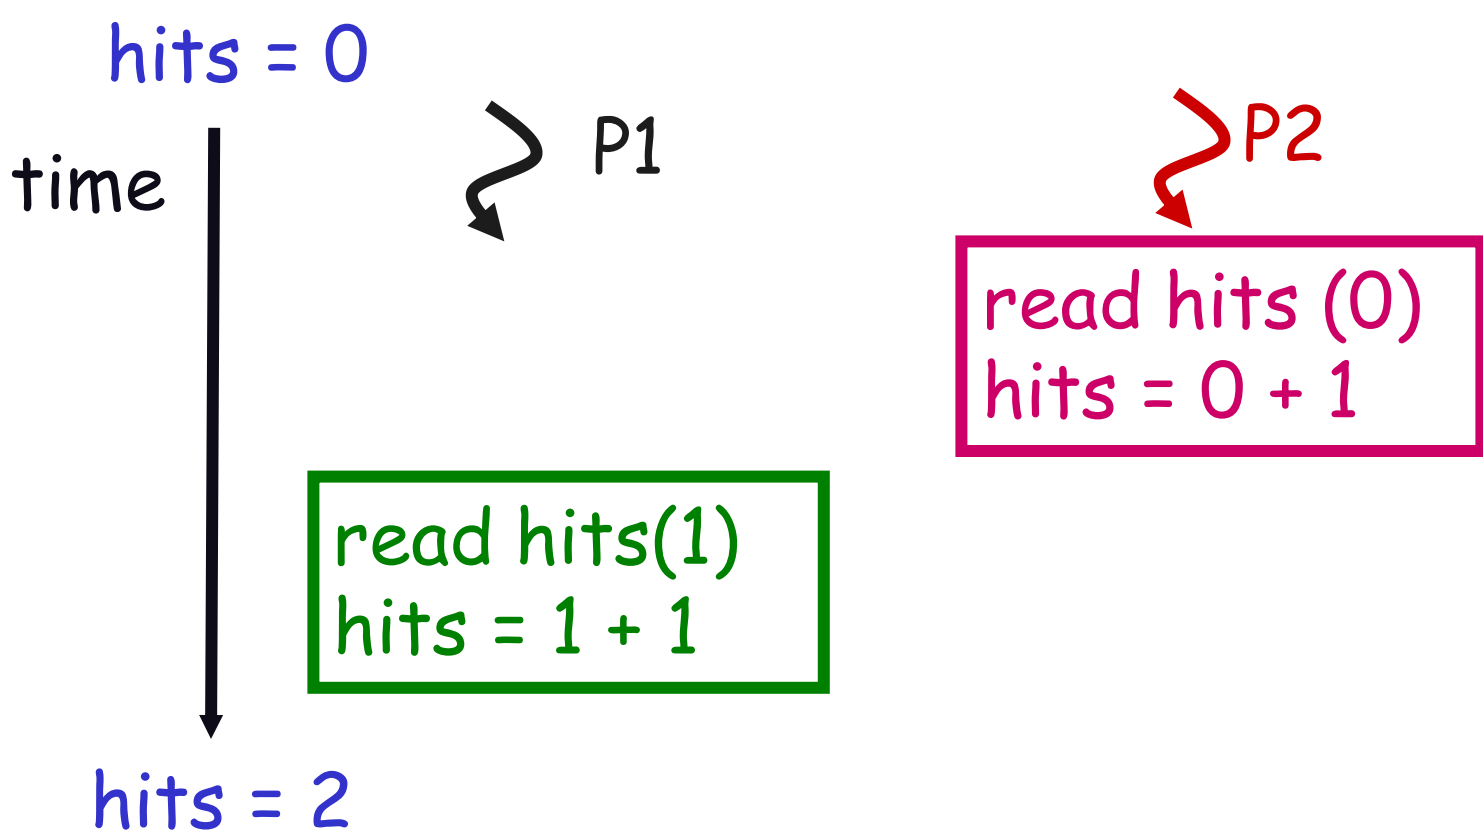 hits = 0
time
P1
P2
read hits (0)
hits = 0 + 1
read hits(1)
hits = 1 + 1
hits = 2